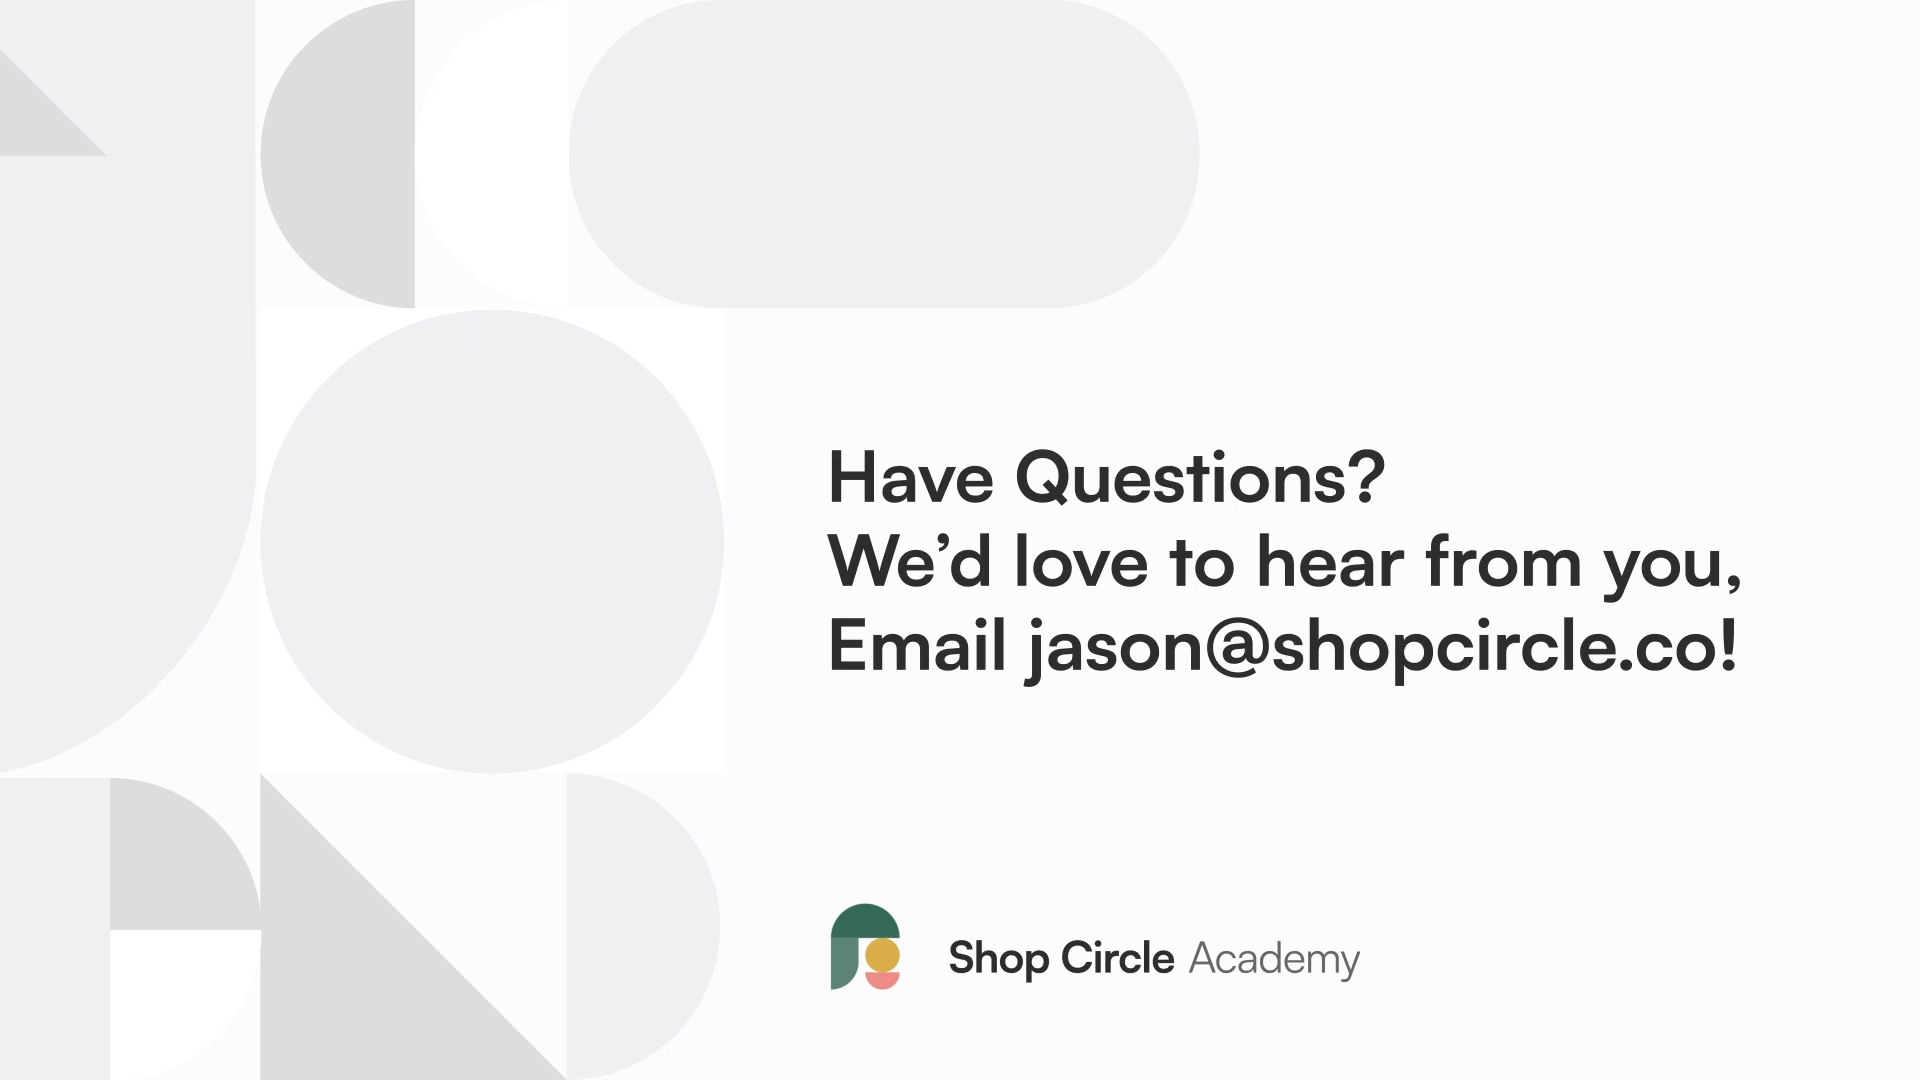 Have Questions?
We’d love to hear from you,
Email jason@shopcircle.co!
Shop Circle Academy